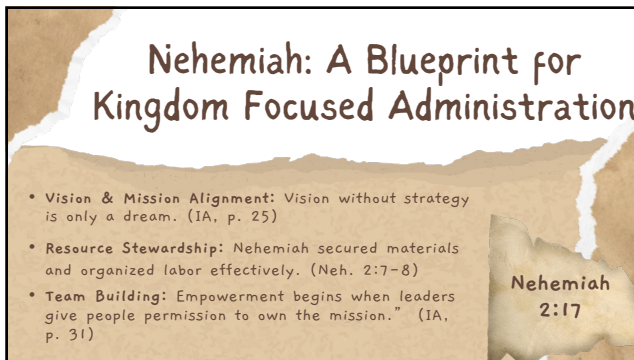 Nehemiah: A Blueprint for
Kingdom Focused Administration
• Vision & Mission Alignment: Vision without strategy
is only a dream. (IA, p. 25)
• Resource Stewardship: Nehemiah secured materials
and organized labor effectively. (Neh. 2:7-8)
• Team Building: Empowerment begins when leaders
give people permission to own the mission.” (IA,
p. 31)
Nehemiah
2:17